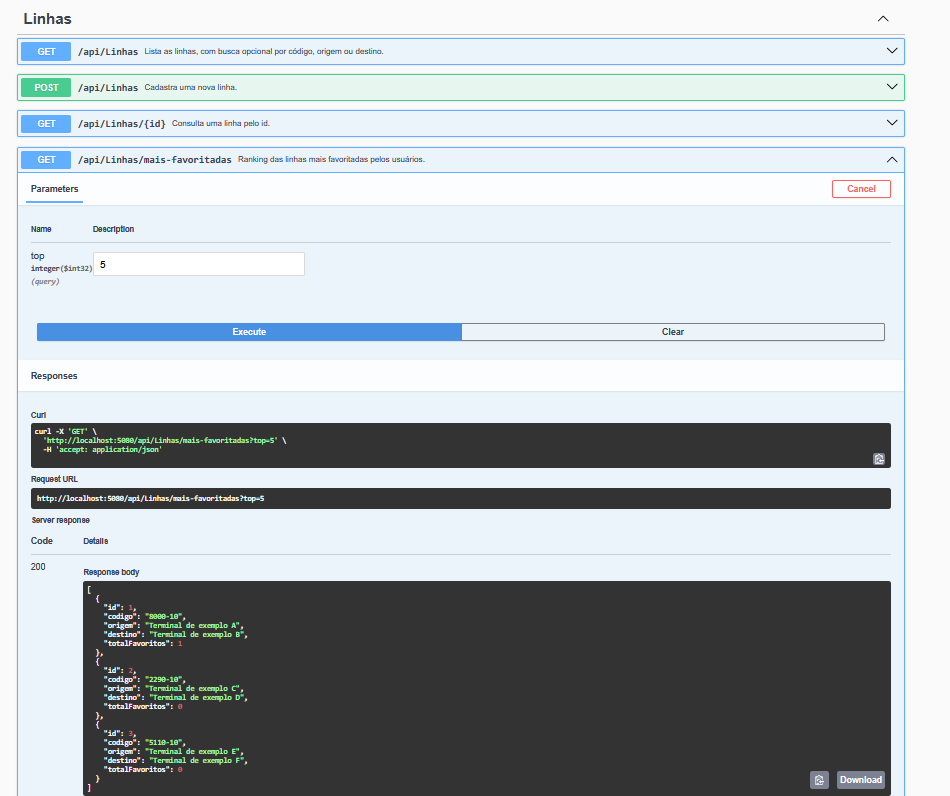 Linhas
GET /api/Linhas Lista as linhas, com busca opcional por código, origem ou destino.
POST /api/Linhas Cadastra uma nova linha.
GET /api/Linhas/{id} Consulta uma linha pelo id.
GET /api/Linhas/mais-favoritadas Ranking das linhas mais favoritadas pelos usuários.
Parameters Cancel
Name Description
top
integer($int32) 5
(query)
Execute Clear
Responses
Curl
curl -X 'GET' \
'http://localhost:5080/api/Linhas/mais-favoritadas?top=5' \
-H 'accept: application/json'
Request URL
http://localhost:5080/api/Linhas/mais-favoritadas?top=5
Server response
Code Details
200
Response body
[
{
"id": 1,
"codigo": "8000-10",
"origem": "Terminal de exemplo A",
"destino": "Terminal de exemplo B",
"totalFavoritos": 1
},
{
"id": 2,
"codigo": "2290-10",
"origem": "Terminal de exemplo C",
"destino": "Terminal de exemplo D",
"totalFavoritos": 0
},
{
"id": 3,
"codigo": "5110-10",
"origem": "Terminal de exemplo E",
"destino": "Terminal de exemplo F",
"totalFavoritos": 0
}
]
Download